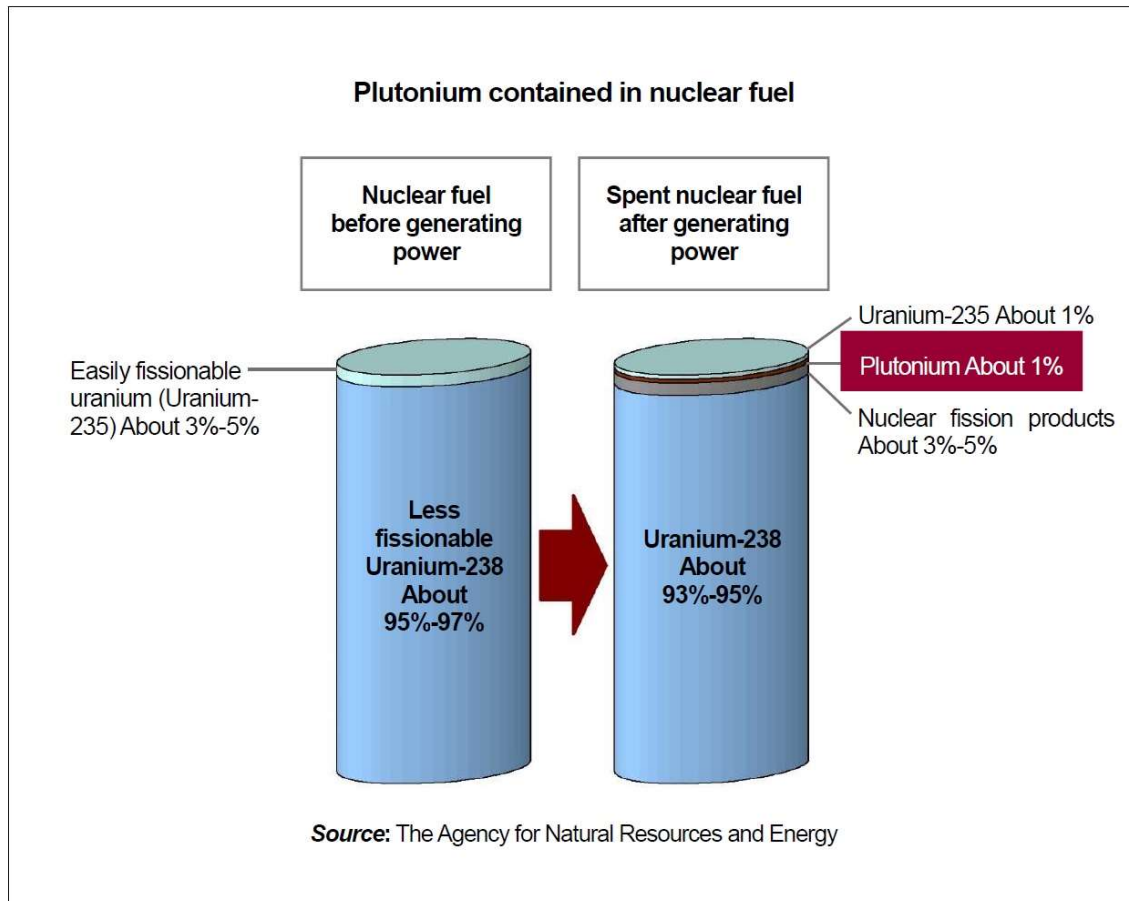 Plutonium contained in nuclear fuel
Nuclear fuel
before generating
power
Spent nuclear fuel
after generating
power
Easily fissionable
uranium (Uranium-
235) About 3%-5%
Less
fissionable
Uranium-238
About
95%-97%
Uranium-235 About 1%
Plutonium About 1%
Nuclear fission products
About 3%-5%
Uranium-238
About
93%-95%
Source: The Agency for Natural Resources and Energy